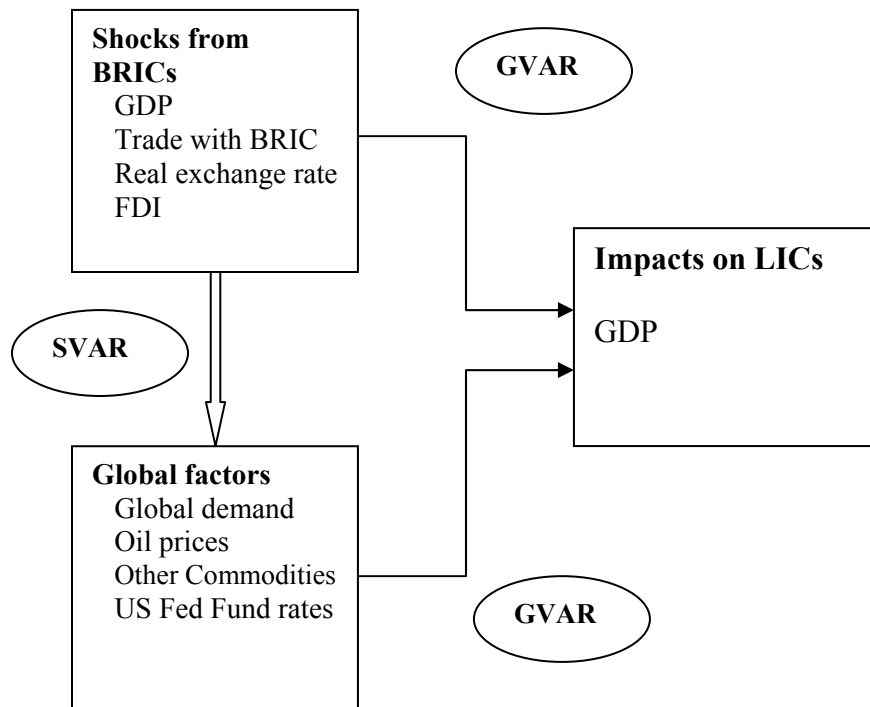 Shocks from
BRICs
GDP
Trade with BRIC
Real exchange rate
FDI
GVAR
Impacts on LICs
GDP
SVAR
Global factors
Global demand
Oil prices
Other Commodities
US Fed Fund rates
GVAR